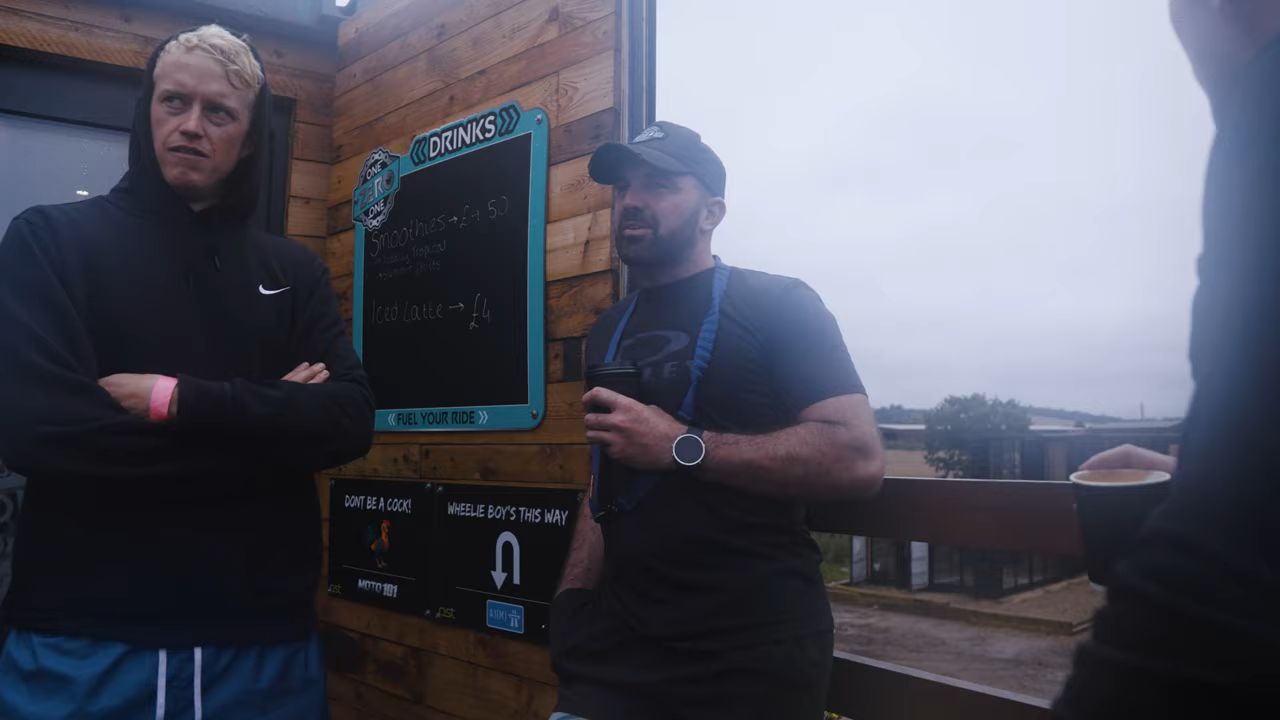 DRINKS
ONE
ZERO
ONE
Smoothies → £4.50
Iced Latte → £4
FUEL YOUR RIDE
DONT BE A COCK!
MOTO 101
WHEELIE BOY'S THIS WAY